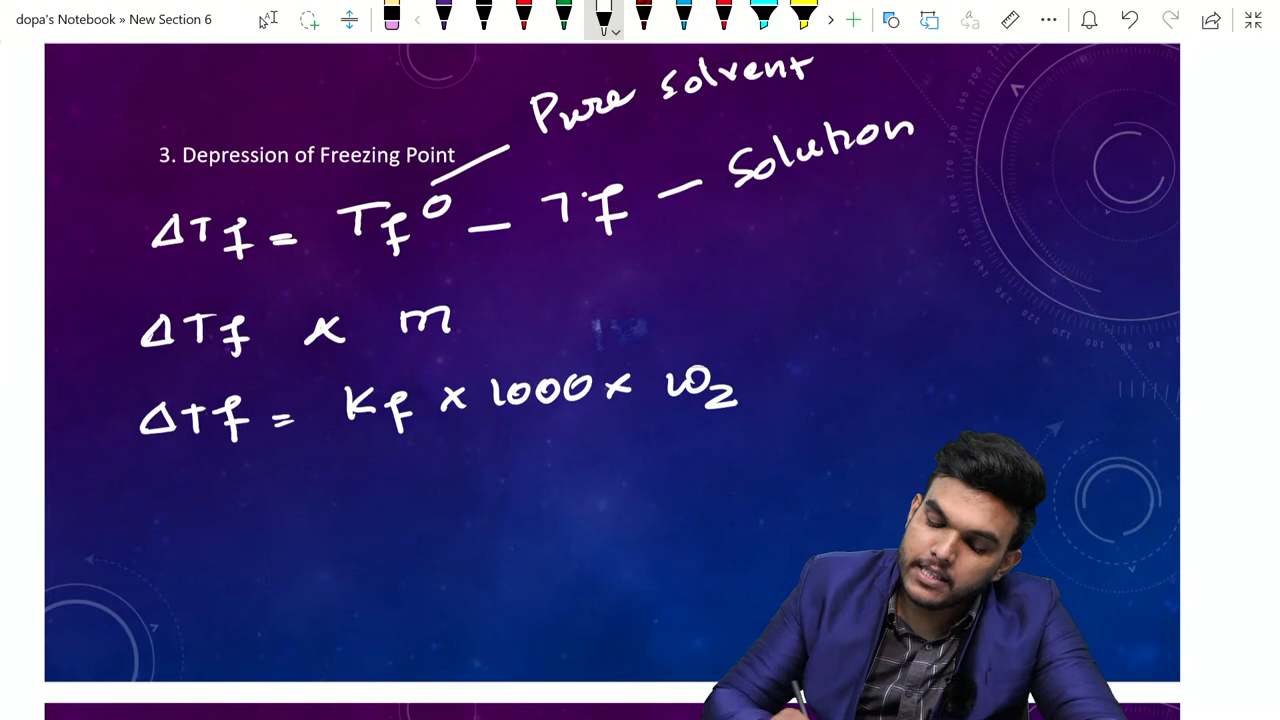 dopa's Notebook » New Section 6
Pure solvent
3. Depression of Freezing Point
ΔTf = Tf° - Tf - Solution
ΔTf ∝ m
ΔTf = Kf × 1000 × W₂